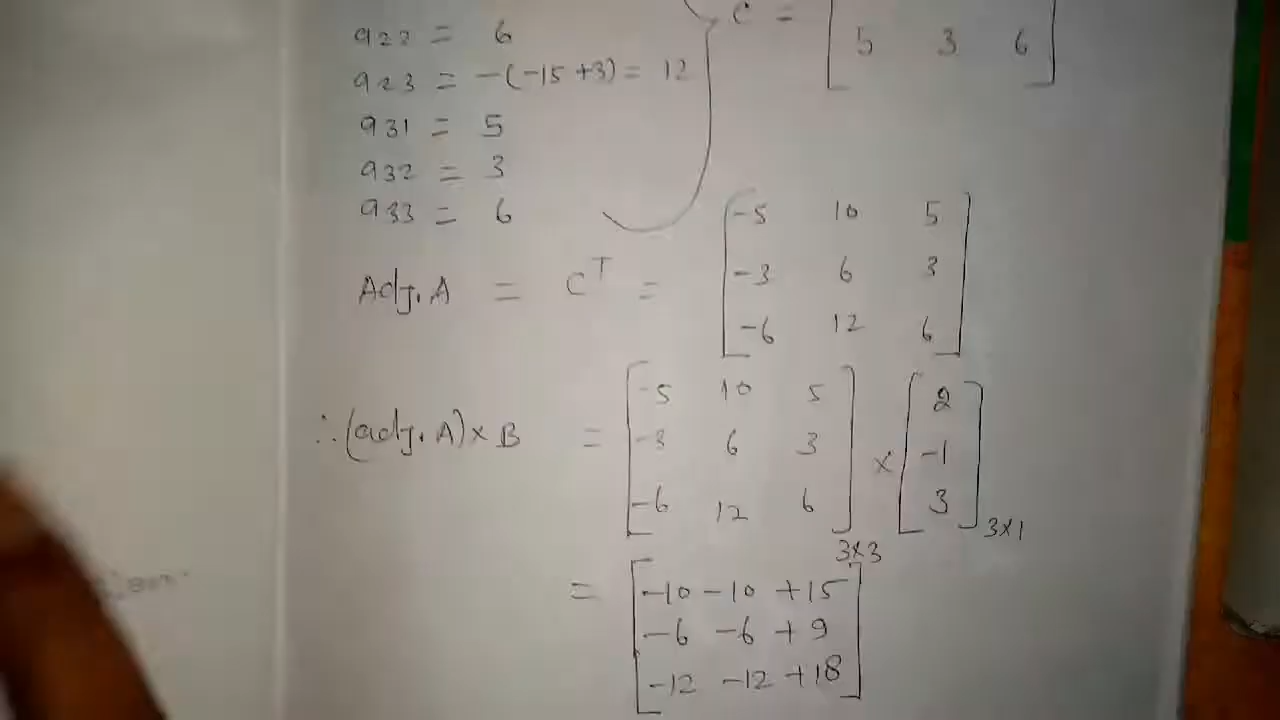 a22 = 6
a23 = -(-15 +3) = 12
a31 = 5
a32 = 3
a33 = 6
C =
5 3 6
Adj. A = C^T =
-5 10 5
-3 6 3
-6 12 6
∴ (adj. A) × B =
-5 10 5
-3 6 3
-6 12 6
3×3
×
2
-1
3
3×1
=
-10 -10 +15
-6 -6 +9
-12 -12 +18